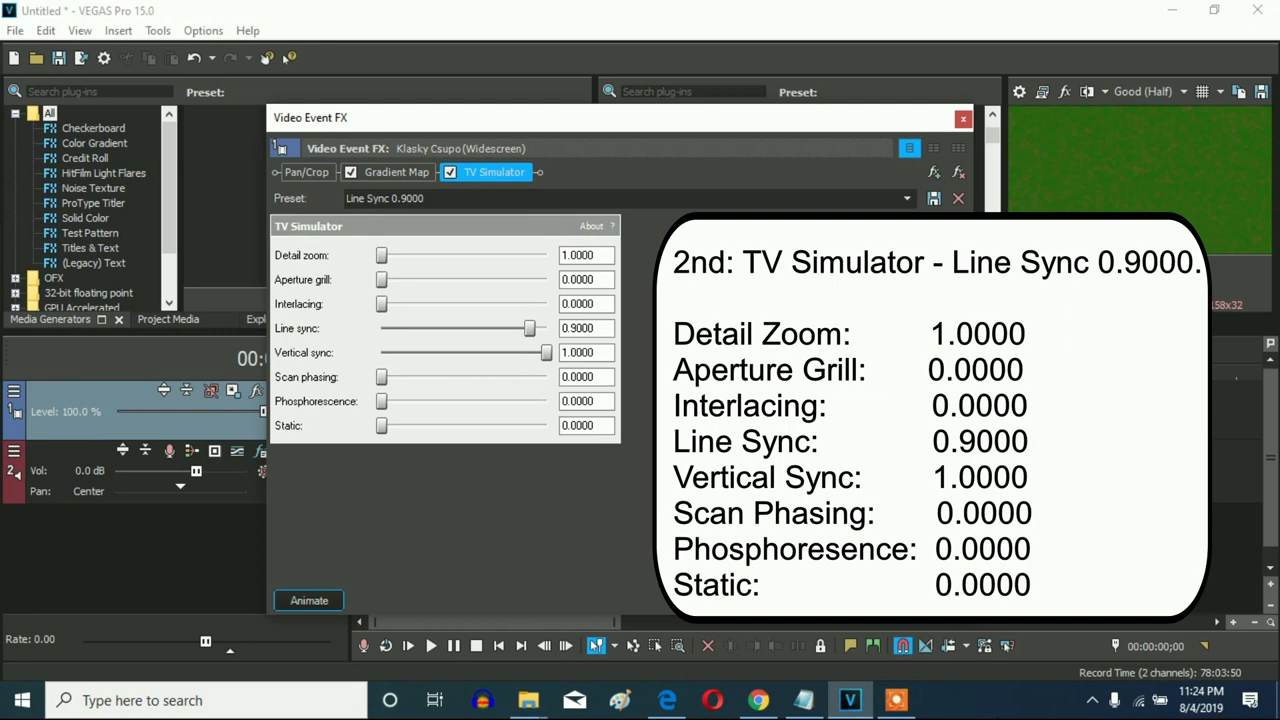 Untitled * - VEGAS Pro 15.0
File Edit View Insert Tools Options Help
Search plug-ins Preset: Search plug-ins Preset: Good (Half)
All
Checkerboard
Color Gradient
Credit Roll
HitFilm Light Flares
Noise Texture
ProType Titler
Solid Color
Test Pattern
Titles & Text
(Legacy) Text
OFX
32-bit floating point
GPU Accelerated
Media Generators Project Media
Video Event FX
Video Event FX: Klasky Csupo (Widescreen)
Pan/Crop Gradient Map TV Simulator
Preset: Line Sync 0.9000
TV Simulator About ?
Detail zoom: 1.0000
Aperture grill: 0.0000
Interlacing: 0.0000
Line sync: 0.9000
Vertical sync: 1.0000
Scan phasing: 0.0000
Phosphorescence: 0.0000
Static: 0.0000
Animate
2nd: TV Simulator - Line Sync 0.9000.
Detail Zoom: 1.0000
Aperture Grill: 0.0000
Interlacing: 0.0000
Line Sync: 0.9000
Vertical Sync: 1.0000
Scan Phasing: 0.0000
Phosphoresence: 0.0000
Static: 0.0000
158x32
1
Level: 100.0 %
2
Vol: 0.0 dB
Pan: Center
Rate: 0.00
00:00:00;00
Record Time (2 channels): 78:03:50
Type here to search
11:24 PM
8/4/2019